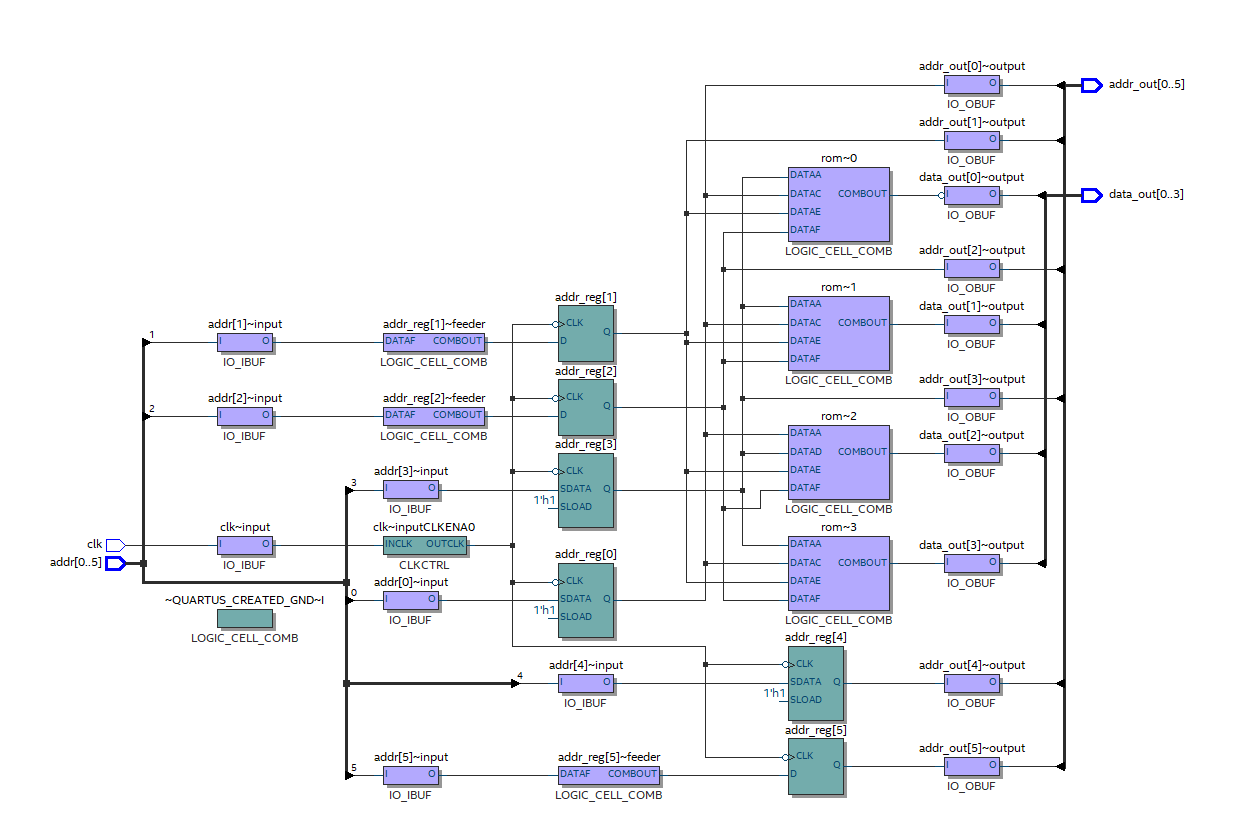 addr_out[0]~output
I O
IO_OBUF
addr_out[0..5]
addr_out[1]~output
I O
IO_OBUF
rom~0
DATAA
DATAC COMBOUT
DATAE
DATAF
LOGIC_CELL_COMB
data_out[0]~output
I O
IO_OBUF
data_out[0..3]
addr_out[2]~output
I O
IO_OBUF
rom~1
DATAA
DATAC COMBOUT
DATAE
DATAF
LOGIC_CELL_COMB
data_out[1]~output
I O
IO_OBUF
addr_reg[1]
CLK
D
Q
1
addr[1]~input
I O
IO_IBUF
addr_reg[1]~feeder
DATAF COMBOUT
LOGIC_CELL_COMB
addr_out[3]~output
I O
IO_OBUF
addr_reg[2]
CLK
D
Q
2
addr[2]~input
I O
IO_IBUF
addr_reg[2]~feeder
DATAF COMBOUT
LOGIC_CELL_COMB
rom~2
DATAA
DATAD COMBOUT
DATAE
DATAF
LOGIC_CELL_COMB
data_out[2]~output
I O
IO_OBUF
addr_reg[3]
CLK
SDATA Q
1'h1
SLOAD
3
addr[3]~input
I O
IO_IBUF
clk
addr[0..5]
clk~input
I O
IO_IBUF
clk~inputCLKENA0
INCLK OUTCLK
CLKCTRL
rom~3
DATAA
DATAC COMBOUT
DATAE
DATAF
LOGIC_CELL_COMB
data_out[3]~output
I O
IO_OBUF
addr_reg[0]
CLK
SDATA Q
1'h1
SLOAD
0
addr[0]~input
I O
IO_IBUF
~QUARTUS_CREATED_GND~I
LOGIC_CELL_COMB
addr_reg[4]
CLK
SDATA Q
1'h1
SLOAD
4
addr[4]~input
I O
IO_IBUF
addr_out[4]~output
I O
IO_OBUF
addr_reg[5]
CLK
D
Q
5
addr[5]~input
I O
IO_IBUF
addr_reg[5]~feeder
DATAF COMBOUT
LOGIC_CELL_COMB
addr_out[5]~output
I O
IO_OBUF